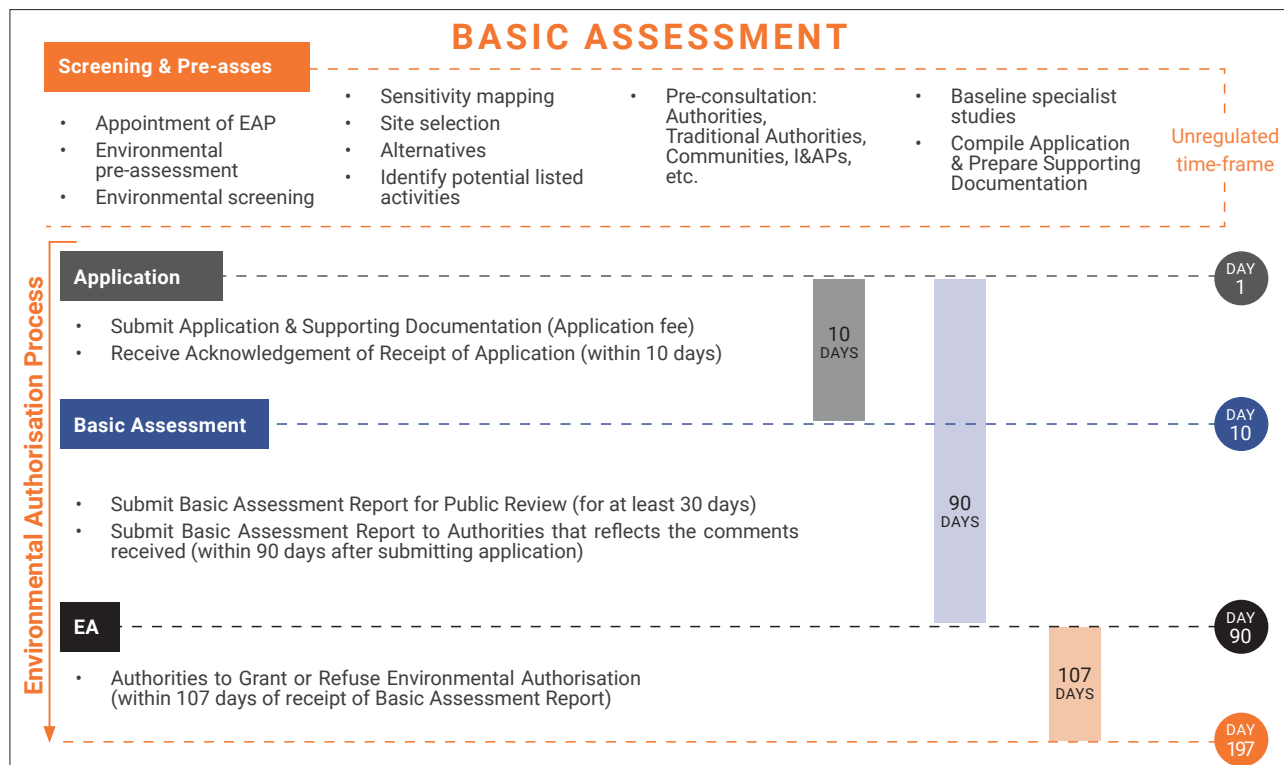 BASIC ASSESSMENT
Screening & Pre-asses
• Appointment of EAP
• Environmental
pre-assessment
• Environmental screening
• Sensitivity mapping
• Site selection
• Alternatives
• Identify potential listed
activities
• Pre-consultation:
Authorities,
Traditional Authorities,
Communities, I&APs,
etc.
• Baseline specialist
studies
• Compile Application
& Prepare Supporting
Documentation
Unregulated
time-frame
Environmental Authorisation Process
Application
DAY
1
• Submit Application & Supporting Documentation (Application fee)
• Receive Acknowledgement of Receipt of Application (within 10 days)
10
DAYS
Basic Assessment
DAY
10
• Submit Basic Assessment Report for Public Review (for at least 30 days)
• Submit Basic Assessment Report to Authorities that reflects the comments
received (within 90 days after submitting application)
90
DAYS
EA
DAY
90
• Authorities to Grant or Refuse Environmental Authorisation
(within 107 days of receipt of Basic Assessment Report)
107
DAYS
DAY
197